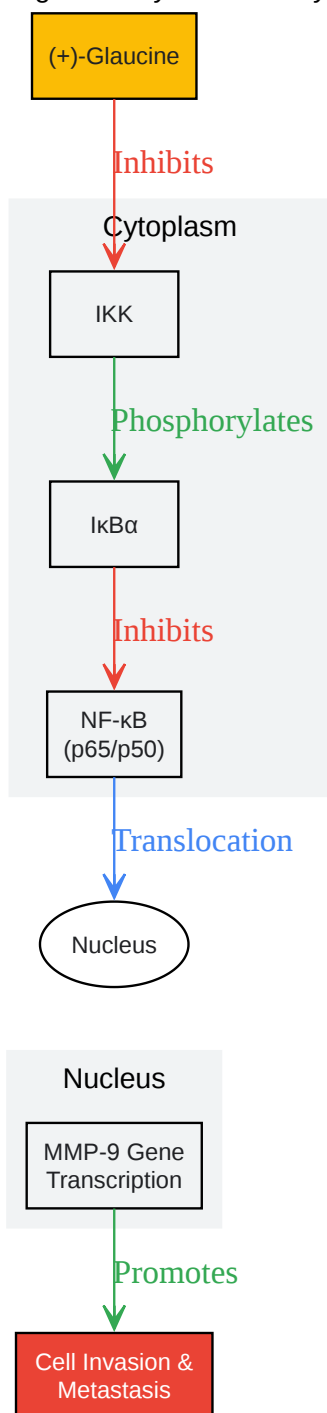 (+)-Glaucine
Inhibits
Cytoplasm
IKK
Phosphorylates
IκBα
Inhibits
NF-κB
(p65/p50)
Translocation
Nucleus
Nucleus
MMP-9 Gene
Transcription
Promotes
Cell Invasion &
Metastasis